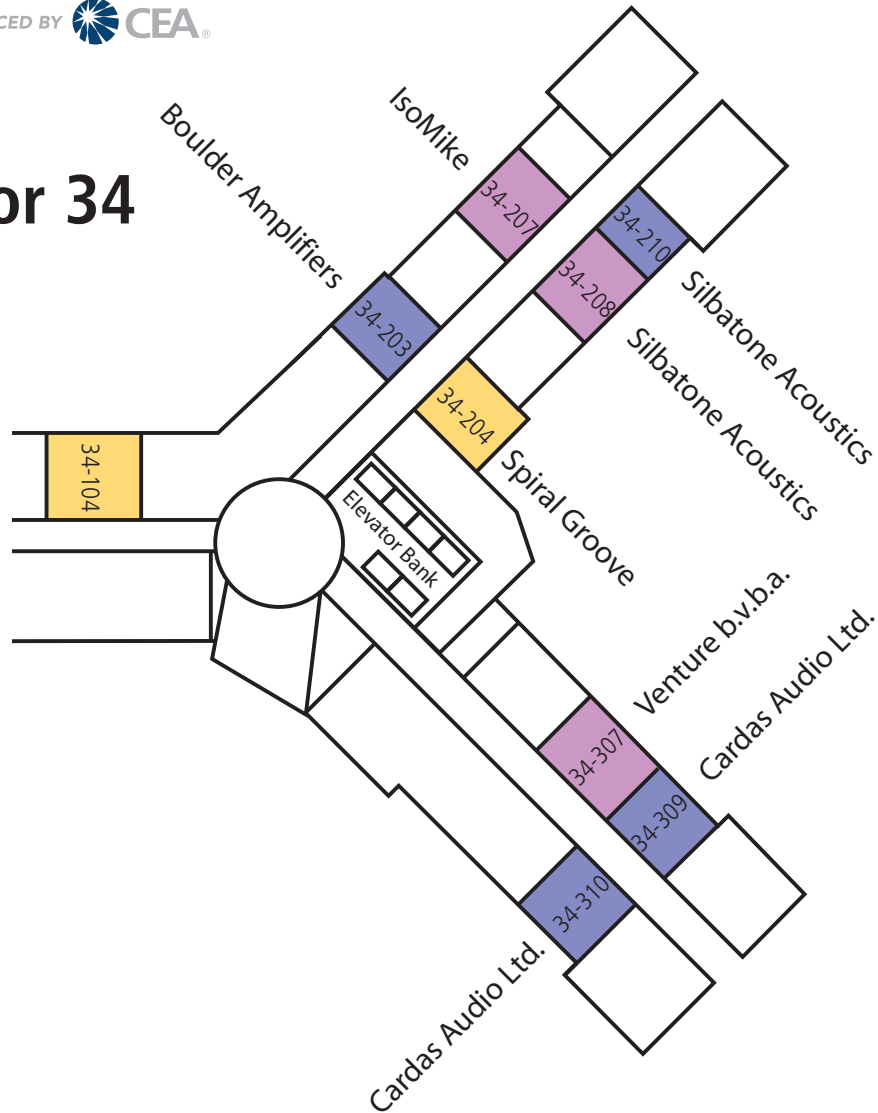 CED BY CEA®
or 34
IsoMike
Boulder Amplifiers
34-207
34-210
34-208
34-203
Silbatone Acoustics
Silbatone Acoustics
34-204
34-104
Spiral Groove
Elevator Bank
Venture b.v.b.a.
Cardas Audio Ltd.
34-307
34-309
34-310
Cardas Audio Ltd.